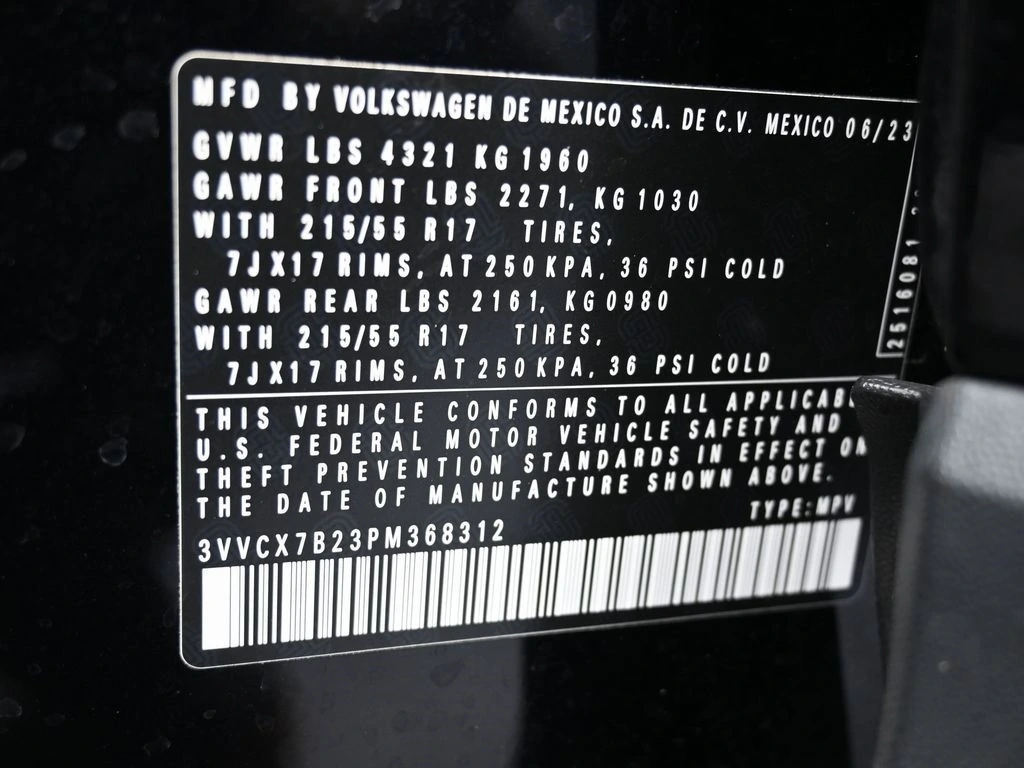 MFD BY VOLKSWAGEN DE MEXICO S.A. DE C.V. MEXICO 06/23
GVWR LBS 4321 KG 1960
GAWR FRONT LBS 2271, KG 1030
WITH 215/55 R17 TIRES,
7JX17 RIMS, AT 250 KPA, 36 PSI COLD
GAWR REAR LBS 2161, KG 0980
WITH 215/55 R17 TIRES,
7JX17 RIMS, AT 250 KPA, 36 PSI COLD
2516081
THIS VEHICLE CONFORMS TO ALL
U.S. FEDERAL MOTOR VEHICLE SAFETY AND
THEFT PREVENTION STANDARDS IN EFFECT ON
THE DATE OF MANUFACTURE SHOWN ABOVE.
TYPE:MPV
3VVCX7B23PM368312